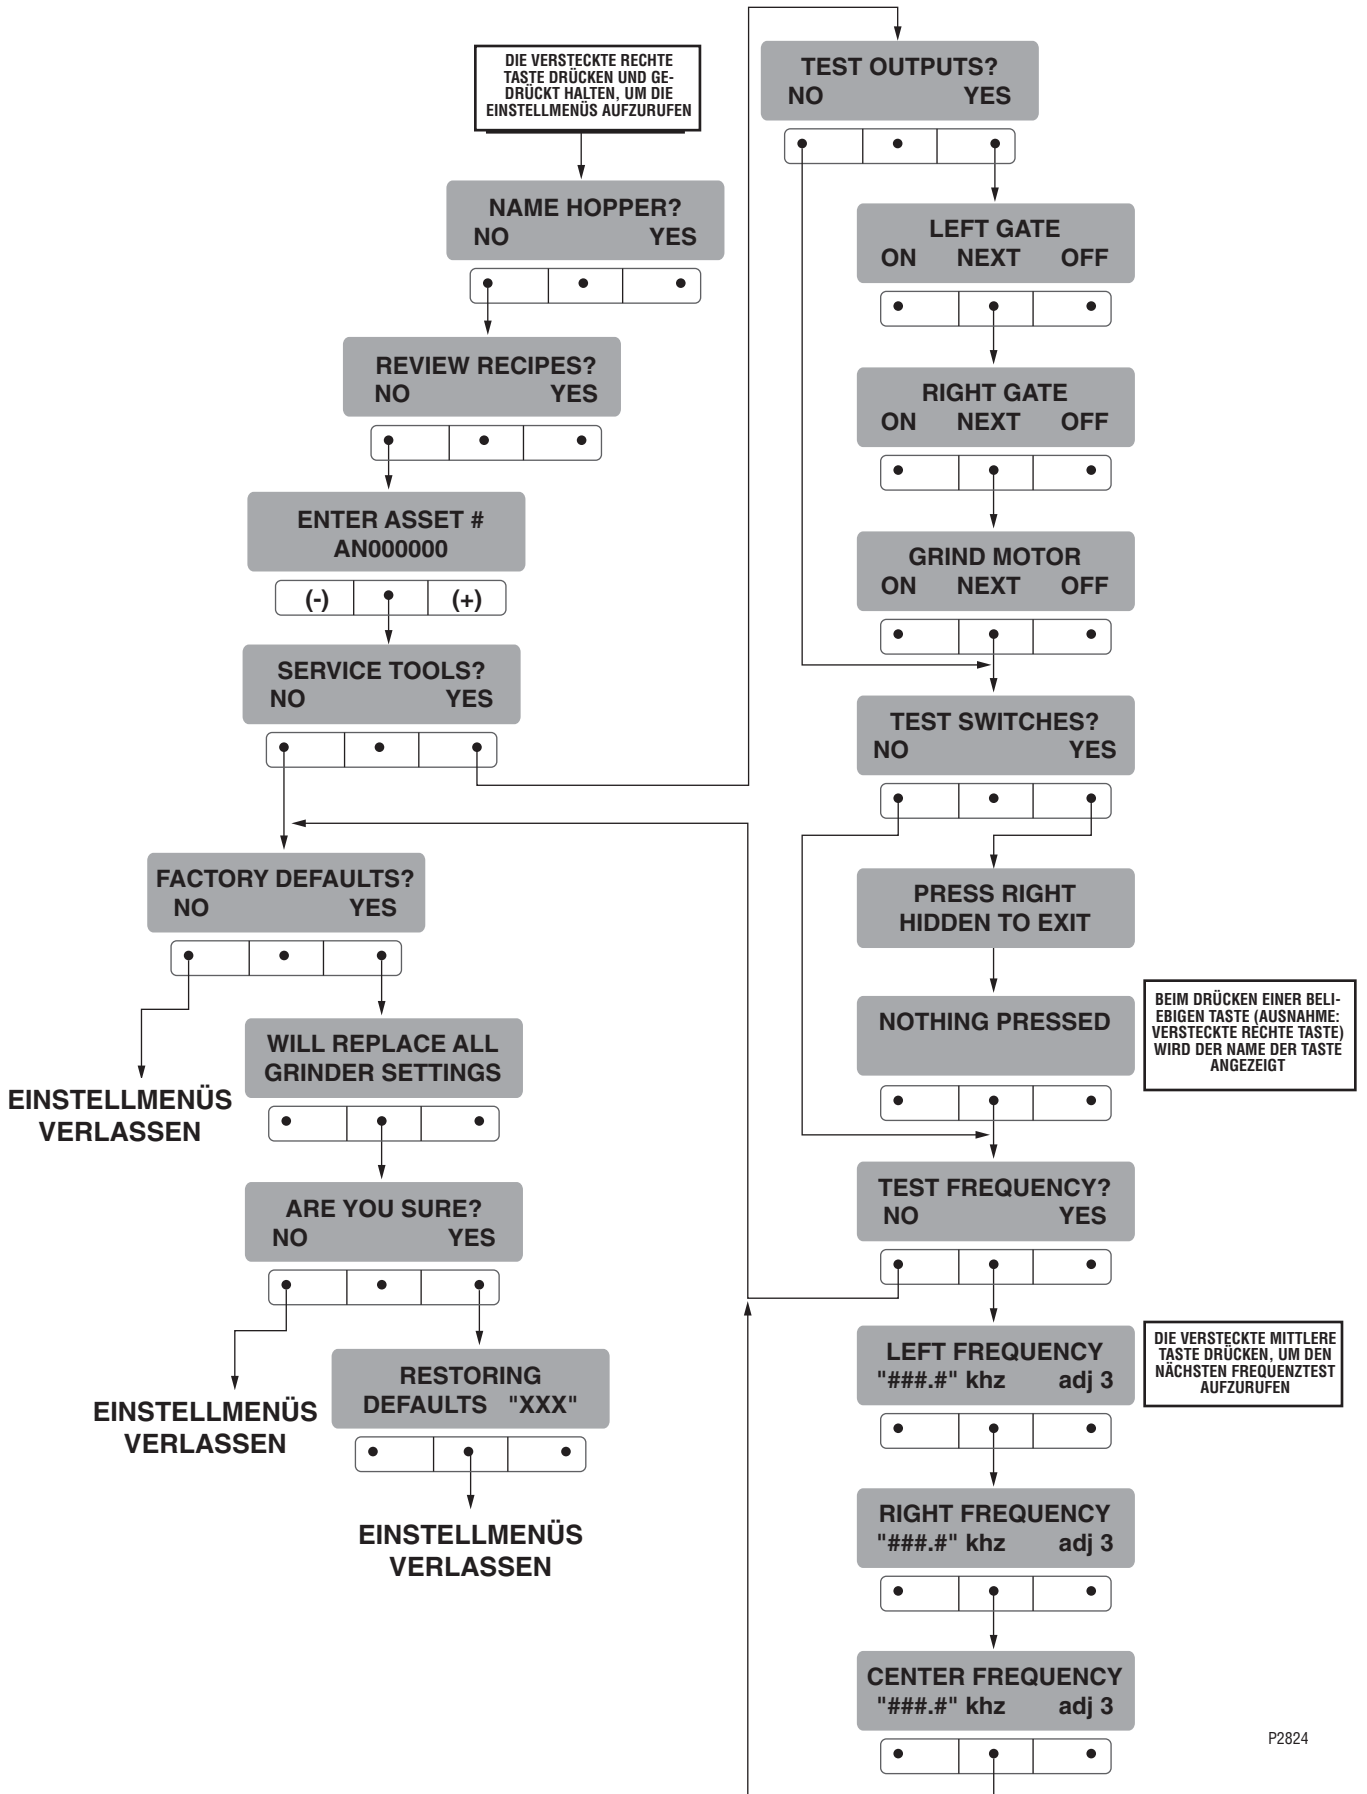 DIE VERSTECKTE RECHTE
TASTE DRÜCKEN UND GE-
DRÜCKT HALTEN, UM DIE
EINSTELLMENÜS AUFZURUFEN
NAME HOPPER?
NO YES
REVIEW RECIPES?
NO YES
ENTER ASSET #
AN000000
(-) (+)
SERVICE TOOLS?
NO YES
FACTORY DEFAULTS?
NO YES
EINSTELLMENÜS
VERLASSEN
WILL REPLACE ALL
GRINDER SETTINGS
ARE YOU SURE?
NO YES
EINSTELLMENÜS
VERLASSEN
RESTORING
DEFAULTS "XXX"
EINSTELLMENÜS
VERLASSEN
TEST OUTPUTS?
NO YES
LEFT GATE
ON NEXT OFF
RIGHT GATE
ON NEXT OFF
GRIND MOTOR
ON NEXT OFF
TEST SWITCHES?
NO YES
PRESS RIGHT
HIDDEN TO EXIT
NOTHING PRESSED
BEIM DRÜCKEN EINER BELI-
EBIGEN TASTE (AUSNAHME:
VERSTECKTE RECHTE TASTE)
WIRD DER NAME DER TASTE
ANGEZEIGT
TEST FREQUENCY?
NO YES
LEFT FREQUENCY
"###.#" khz adj 3
DIE VERSTECKTE MITTLERE
TASTE DRÜCKEN, UM DEN
NÄCHSTEN FREQUENZTEST
AUFZURUFEN
RIGHT FREQUENCY
"###.#" khz adj 3
CENTER FREQUENCY
"###.#" khz adj 3
P2824